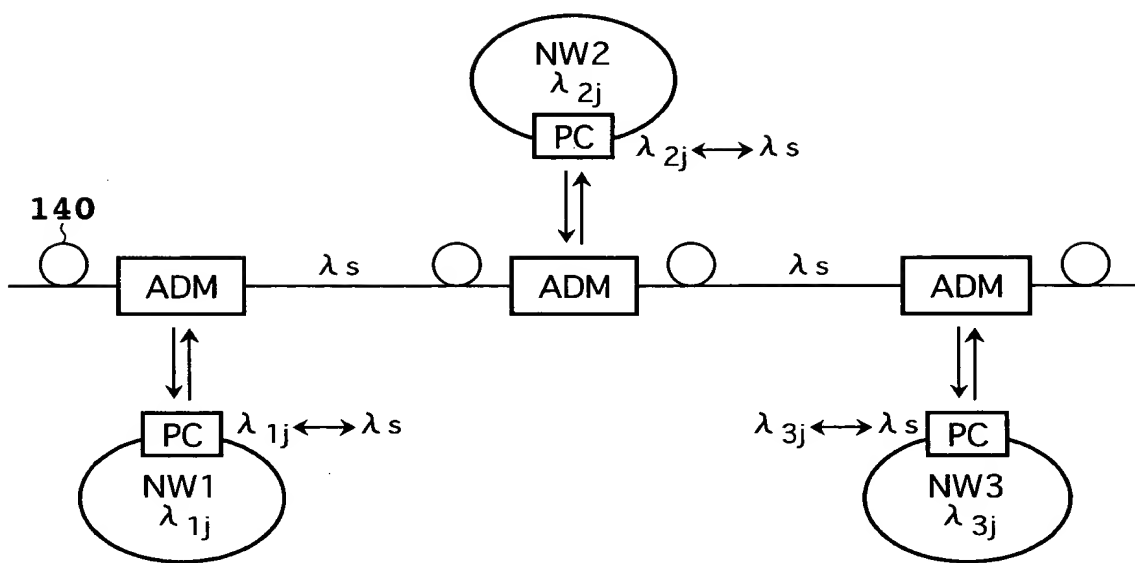 NW2
λ 2j
PC
λ 2j ↔ λ s
140
λ s
λ s
ADM
ADM
ADM
PC
λ 1j ↔ λ s
λ 3j ↔ λ s
PC
NW1
λ 1j
NW3
λ 3j